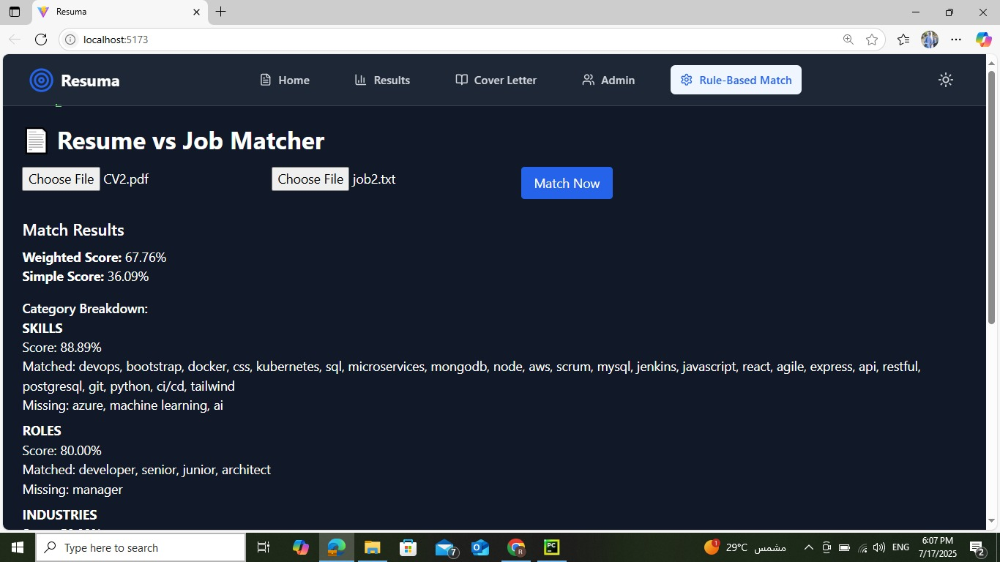 Resuma
localhost:5173
Resuma
Home
Results
Cover Letter
Admin
Rule-Based Match
Resume vs Job Matcher
Choose File CV2.pdf
Choose File job2.txt
Match Now
Match Results
Weighted Score: 67.76%
Simple Score: 36.09%
Category Breakdown:
SKILLS
Score: 88.89%
Matched: devops, bootstrap, docker, css, kubernetes, sql, microservices, mongodb, node, aws, scrum, mysql, jenkins, javascript, react, agile, express, api, restful,
postgresql, git, python, ci/cd, tailwind
Missing: azure, machine learning, ai
ROLES
Score: 80.00%
Matched: developer, senior, junior, architect
Missing: manager
INDUSTRIES
Type here to search
7
R
PC
1
29°C مشمس
ENG
6:07 PM
7/17/2025
2